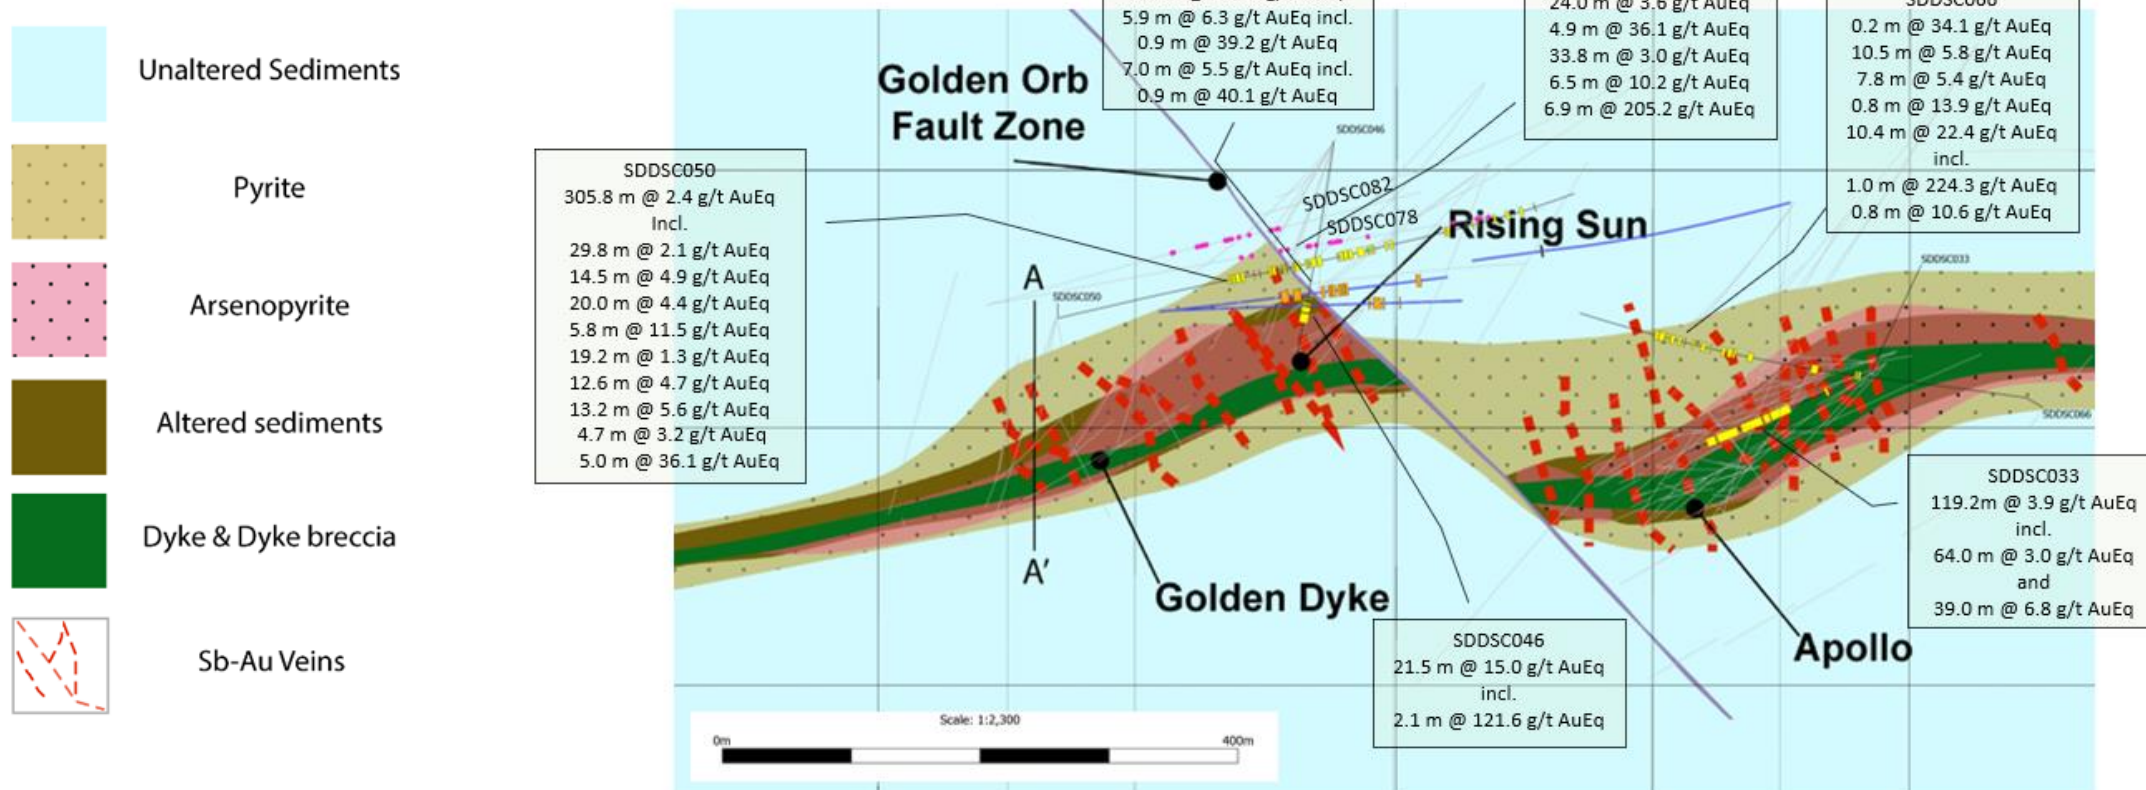 Unaltered Sediments
Pyrite
Arsenopyrite
Altered sediments
Dyke & Dyke breccia
Sb-Au Veins
SDDSC050
305.8 m @ 2.4 g/t AuEq
Incl.
29.8 m @ 2.1 g/t AuEq
14.5 m @ 4.9 g/t AuEq
20.0 m @ 4.4 g/t AuEq
5.8 m @ 11.5 g/t AuEq
19.2 m @ 1.3 g/t AuEq
12.6 m @ 4.7 g/t AuEq
13.2 m @ 5.6 g/t AuEq
4.7 m @ 3.2 g/t AuEq
5.0 m @ 36.1 g/t AuEq
Golden Orb
Fault Zone
5.9 m @ 6.3 g/t AuEq incl.
0.9 m @ 39.2 g/t AuEq
7.0 m @ 5.5 g/t AuEq incl.
0.9 m @ 40.1 g/t AuEq
24.0 m @ 3.6 g/t AuEq
4.9 m @ 36.1 g/t AuEq
33.8 m @ 3.0 g/t AuEq
6.5 m @ 10.2 g/t AuEq
6.9 m @ 205.2 g/t AuEq
0.2 m @ 34.1 g/t AuEq
10.5 m @ 5.8 g/t AuEq
7.8 m @ 5.4 g/t AuEq
0.8 m @ 13.9 g/t AuEq
10.4 m @ 22.4 g/t AuEq
incl.
1.0 m @ 224.3 g/t AuEq
0.8 m @ 10.6 g/t AuEq
SDDSC046
SDDSC082
SDDSC078
Rising Sun
SDDSC033
A
SDDSC050
SDDSC066
A'
Golden Dyke
Apollo
SDDSC033
119.2m @ 3.9 g/t AuEq
incl.
64.0 m @ 3.0 g/t AuEq
and
39.0 m @ 6.8 g/t AuEq
SDDSC046
21.5 m @ 15.0 g/t AuEq
incl.
2.1 m @ 121.6 g/t AuEq
Scale: 1:2,300
0m
400m